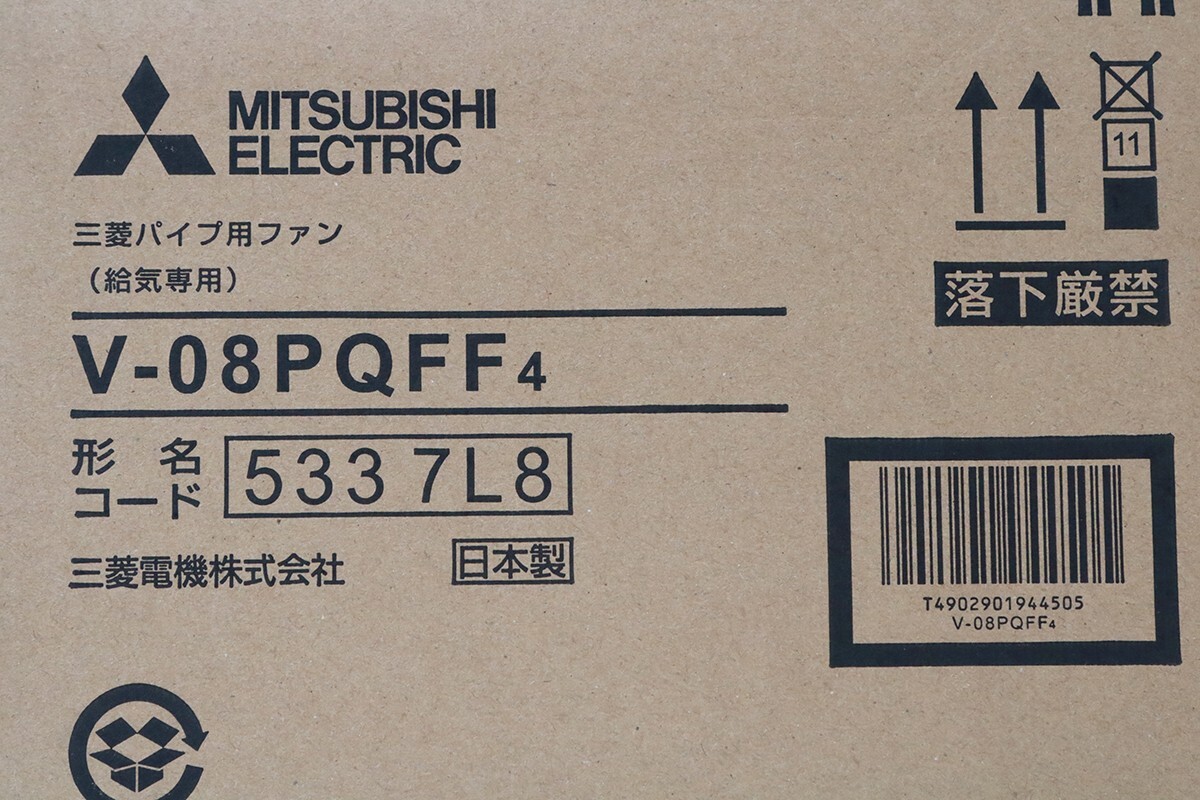 MITSUBISHI
ELECTRIC
三菱パイプ用ファン
（給気専用）
V-08PQFF4
形名
コード
5337L8
三菱電機株式会社
日本製
11
落下厳禁
T4902901944505
V-08PQFF4